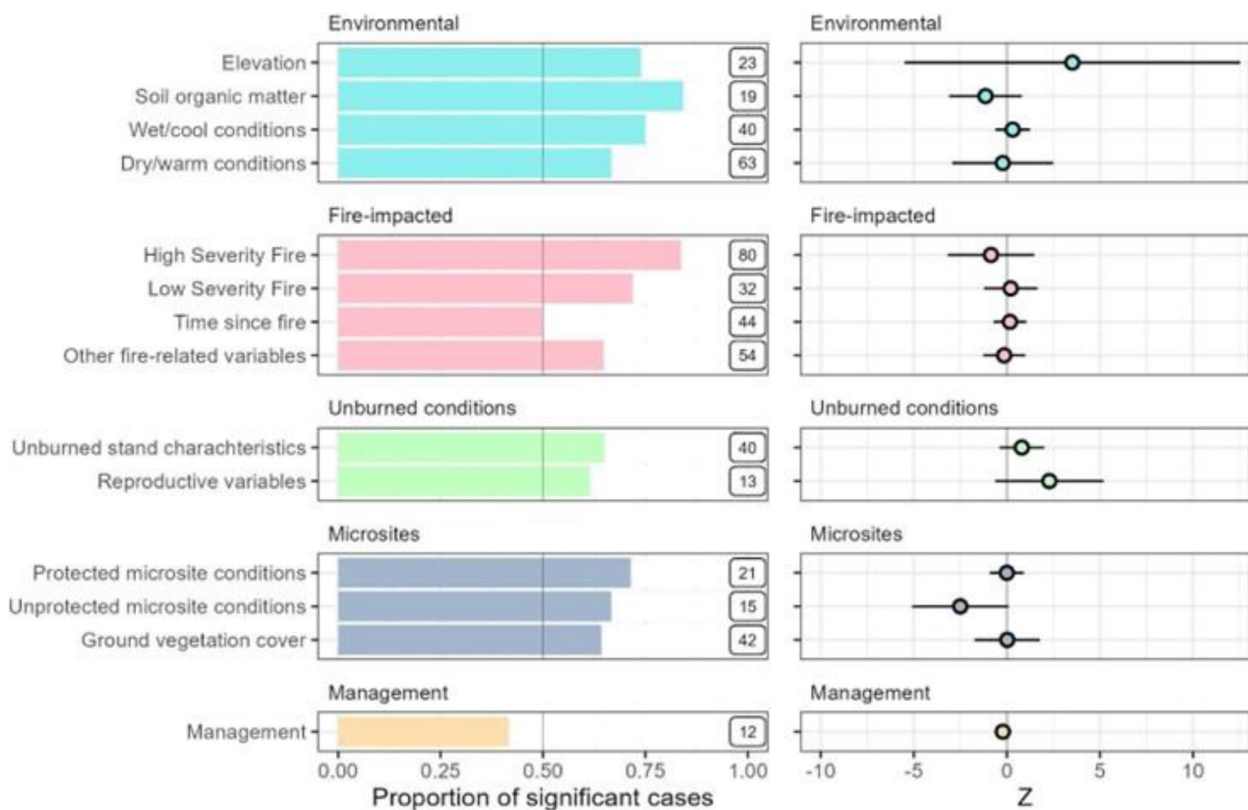 Environmental
Environmental
Elevation 23
Soil organic matter 19
Wet/cool conditions 40
Dry/warm conditions 63
Fire-impacted
Fire-impacted
High Severity Fire 80
Low Severity Fire 32
Time since fire 44
Other fire-related variables 54
Unburned conditions
Unburned conditions
Unburned stand charachteristics 40
Reproductive variables 13
Microsites
Microsites
Protected microsite conditions 21
Unprotected microsite conditions 15
Ground vegetation cover 42
Management
Management
Management 12
0.00 0.25 0.50 0.75 1.00
-10 -5 0 5 10
Proportion of significant cases
Z